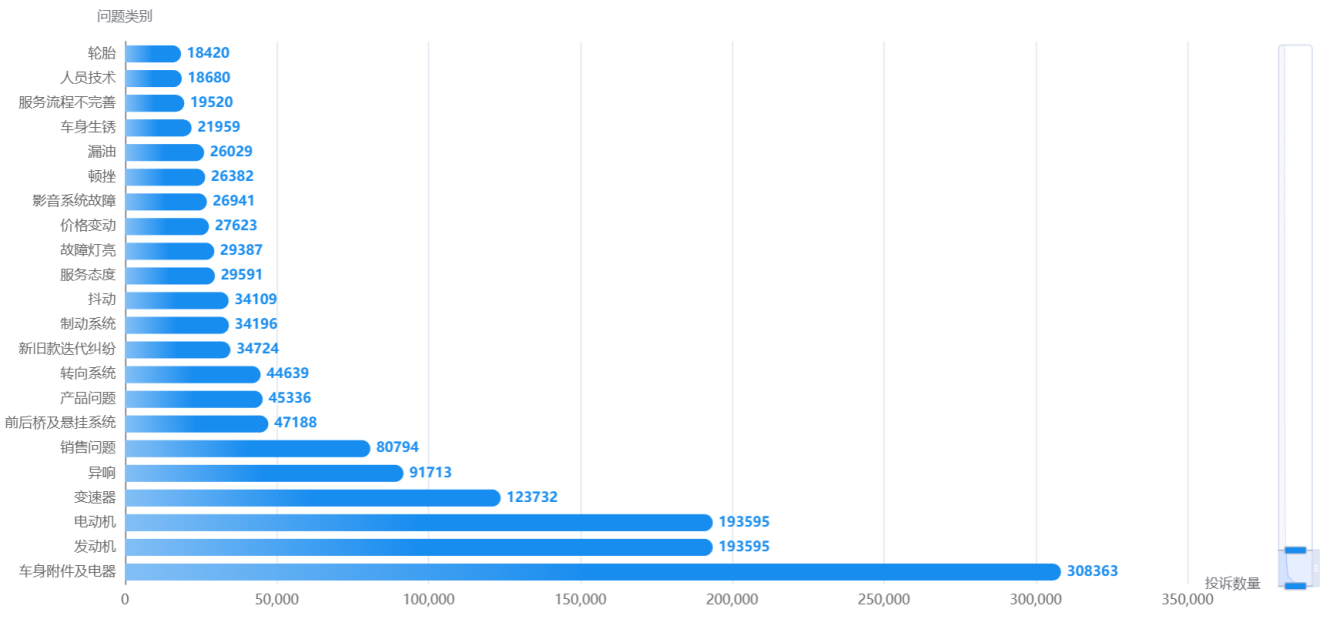 问题类别
轮胎 18420
人员技术 18680
服务流程不完善 19520
车身生锈 21959
漏油 26029
顿挫 26382
影音系统故障 26941
价格变动 27623
故障灯亮 29387
服务态度 29591
抖动 34109
制动系统 34196
新旧款迭代纠纷 34724
转向系统 44639
产品问题 45336
前后桥及悬挂系统 47188
销售问题 80794
异响 91713
变速器 123732
电动机 193595
发动机 193595
车身附件及电器 308363
投诉数量
0 50,000 100,000 150,000 200,000 250,000 300,000 350,000